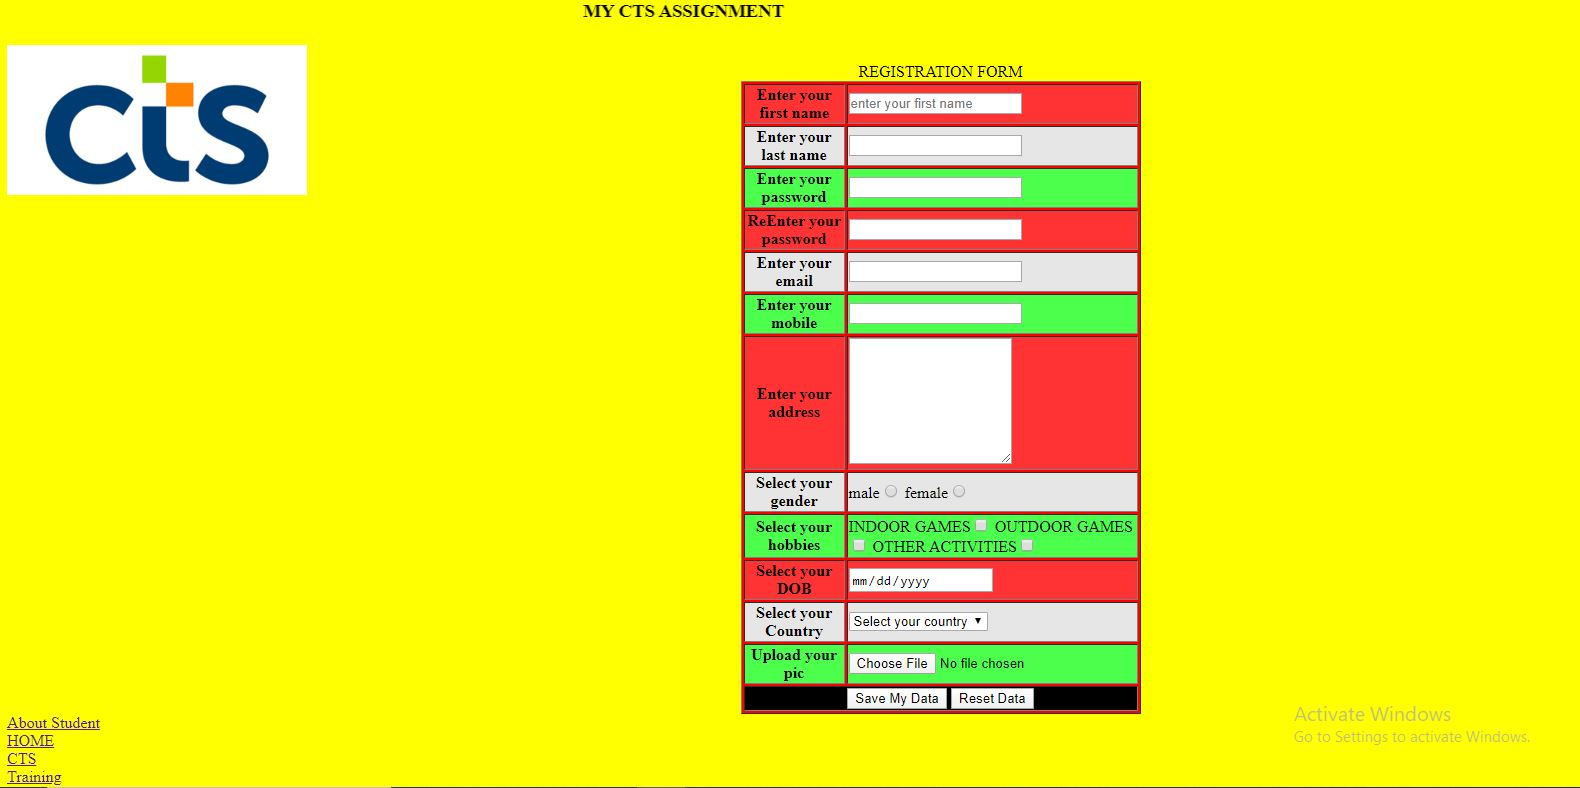 MY CTS ASSIGNMENT
cts
REGISTRATION FORM
Enter your
first name
enter your first name
Enter your
last name
Enter your
password
ReEnter your
password
Enter your
email
Enter your
mobile
Enter your
address
Select your
gender
male female
Select your
hobbies
INDOOR GAMES OUTDOOR GAMES
OTHER ACTIVITIES
Select your
DOB
mm/dd/yyyy
Select your
Country
Select your country
Upload your
pic
Choose File No file chosen
Save My Data Reset Data
About Student
HOME
CTS
Training
Activate Windows
Go to Settings to activate Windows.